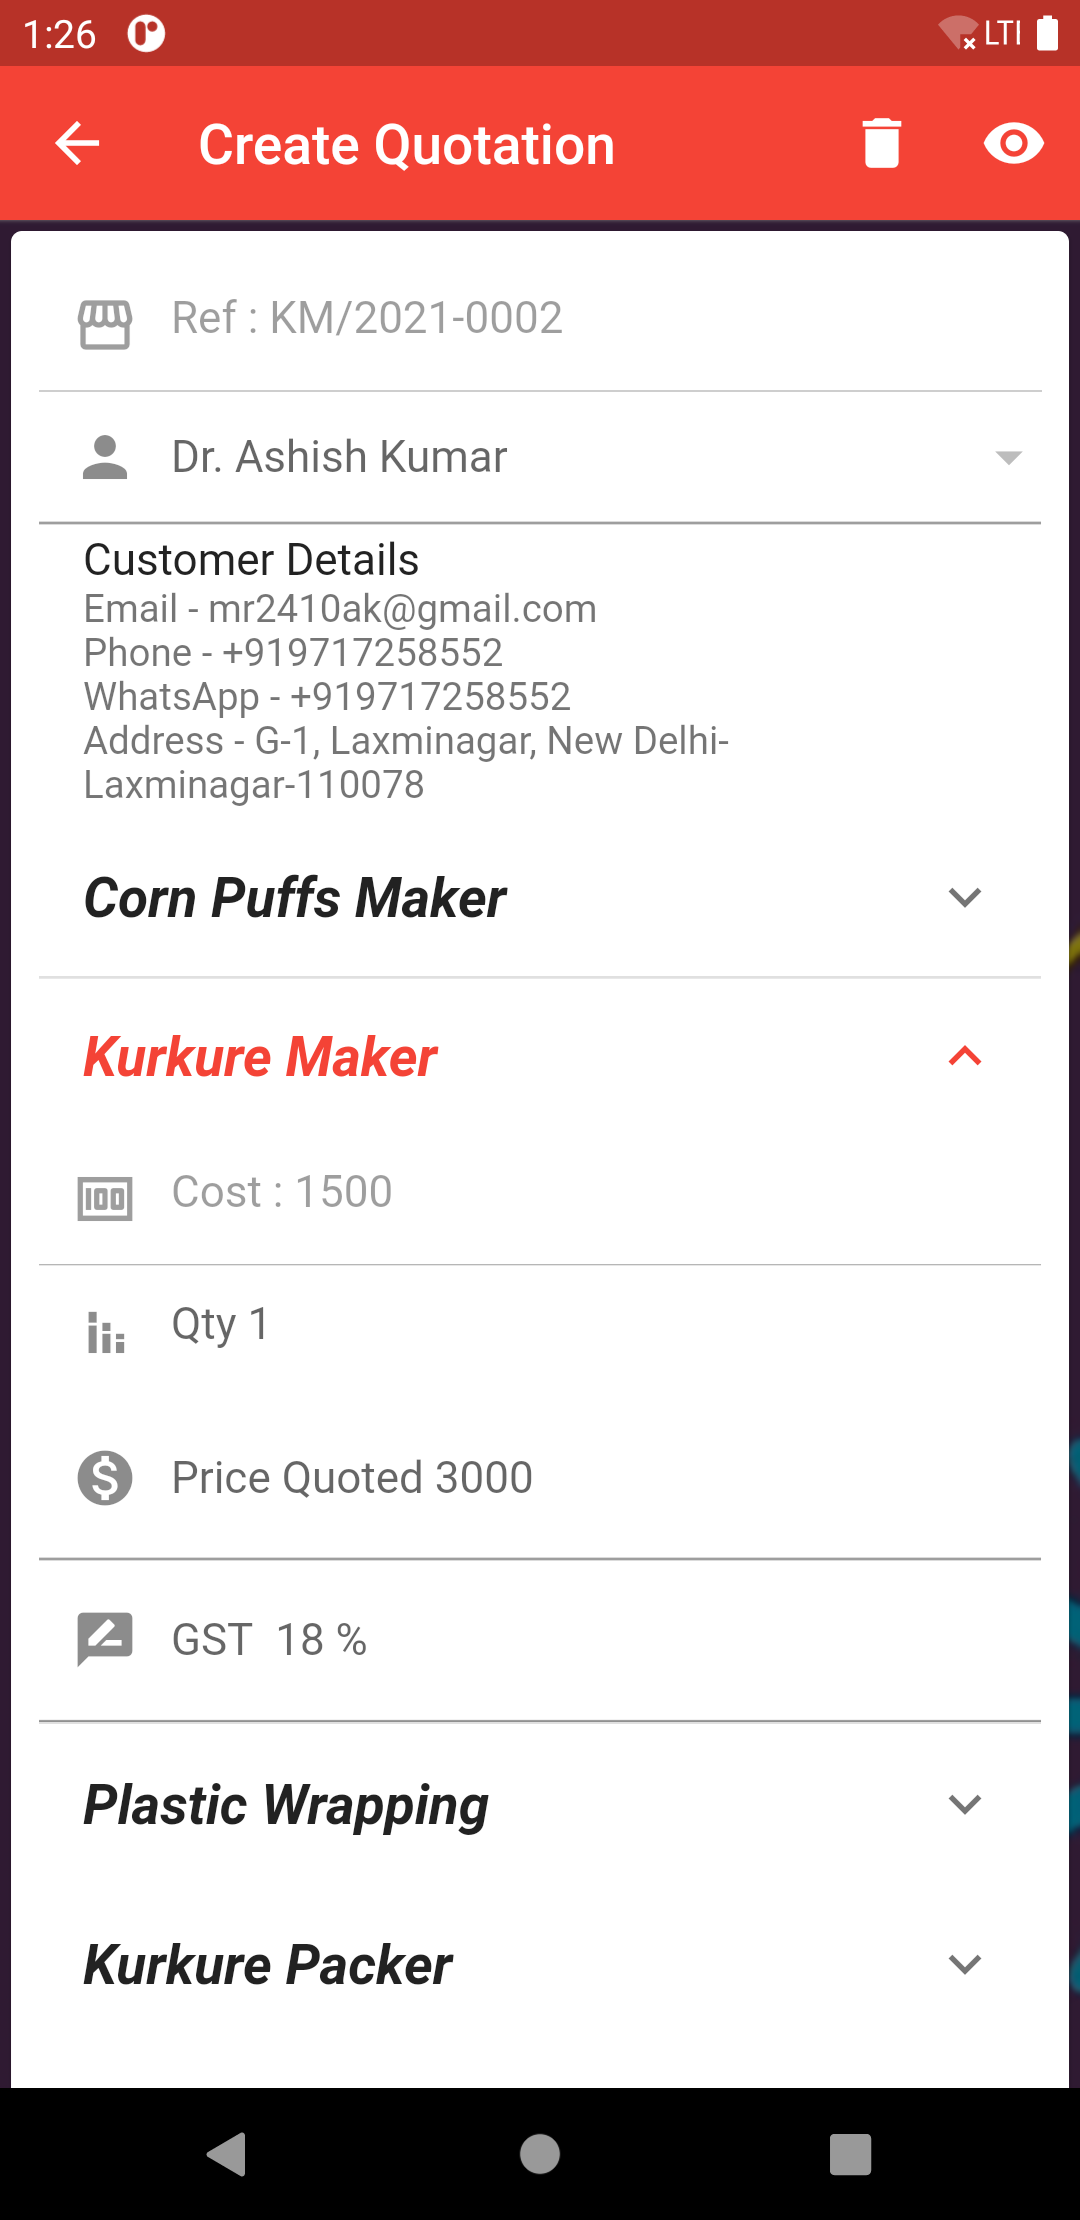 1:26
LTI
Create Quotation
Ref : KM/2021-0002
Dr. Ashish Kumar
Customer Details
Email - mr2410ak@gmail.com
Phone - +919717258552
WhatsApp - +919717258552
Address - G-1, Laxminagar, New Delhi-
Laxminagar-110078
Corn Puffs Maker
Kurkure Maker
Cost : 1500
Qty 1
Price Quoted 3000
GST 18 %
Plastic Wrapping
Kurkure Packer